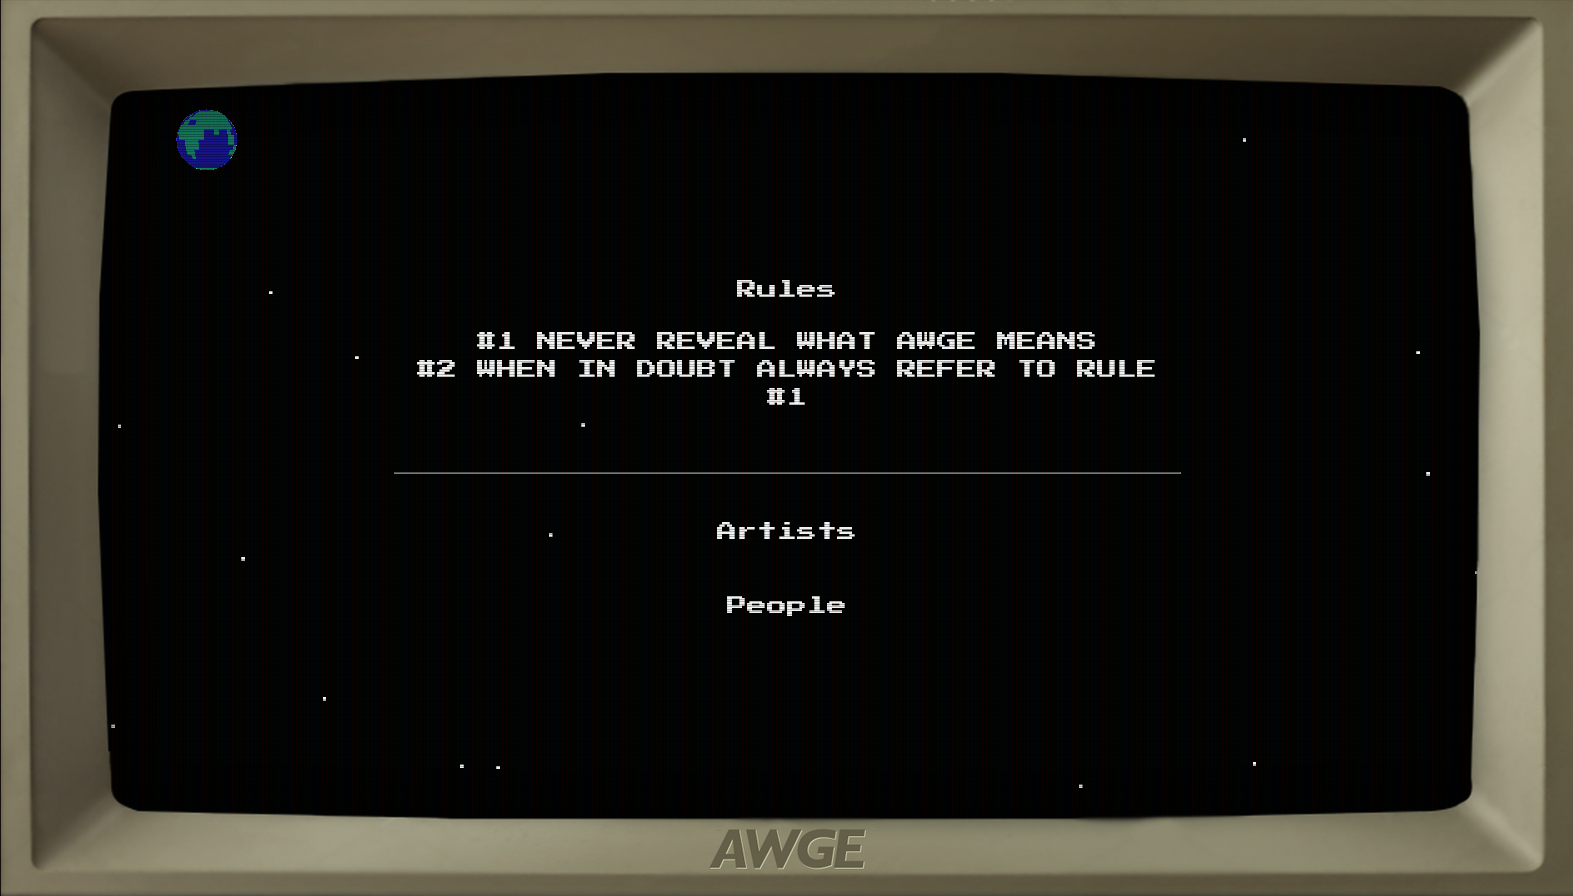 Rules
#1 NEVER REVEAL WHAT AWGE MEANS
#2 WHEN IN DOUBT ALWAYS REFER TO RULE
#1
Artists
People
AWGE